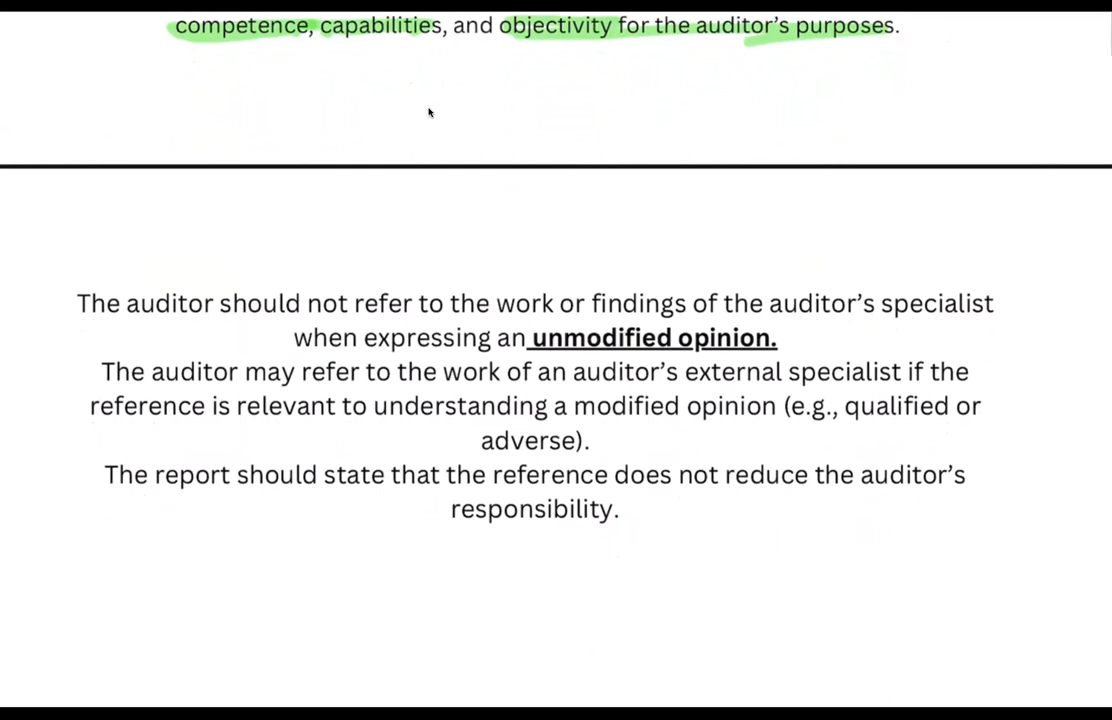 competence, capabilities, and objectivity for the auditor’s purposes.
The auditor should not refer to the work or findings of the auditor’s specialist
when expressing an unmodified opinion.
The auditor may refer to the work of an auditor’s external specialist if the
reference is relevant to understanding a modified opinion (e.g., qualified or
adverse).
The report should state that the reference does not reduce the auditor’s
responsibility.